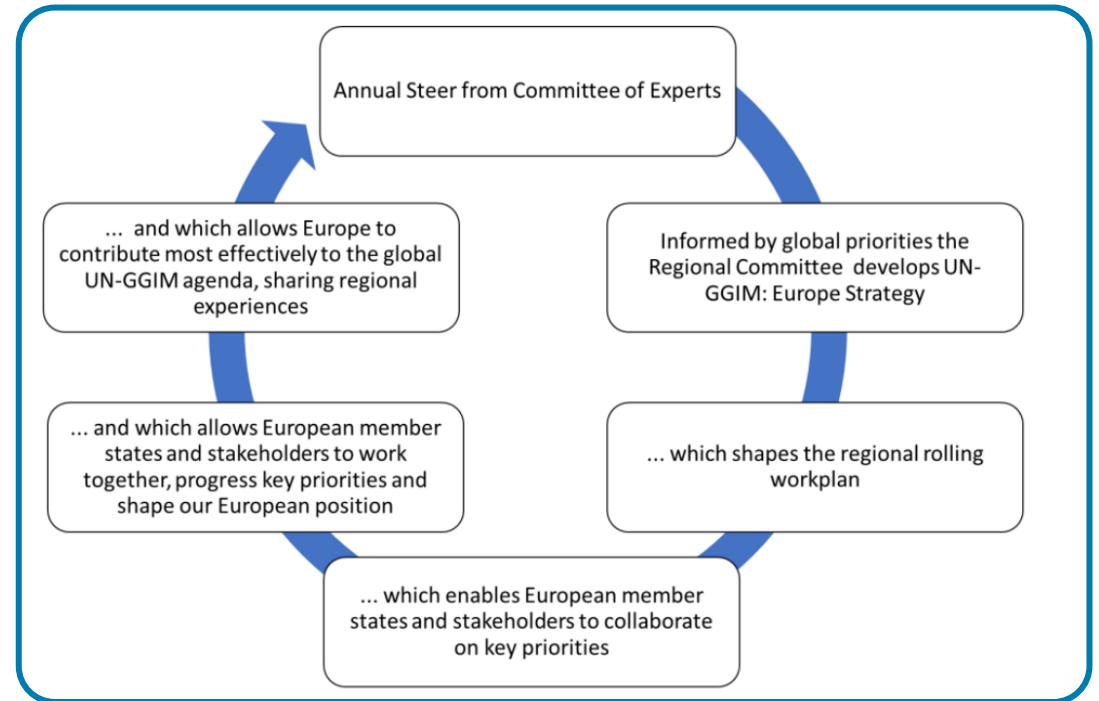 Annual Steer from Committee of Experts
Informed by global priorities the
Regional Committee develops UN-
GGIM: Europe Strategy
... which shapes the regional rolling
workplan
... which enables European member
states and stakeholders to collaborate
on key priorities
... and which allows European member
states and stakeholders to work
together, progress key priorities and
shape our European position
... and which allows Europe to
contribute most effectively to the global
UN-GGIM agenda, sharing regional
experiences